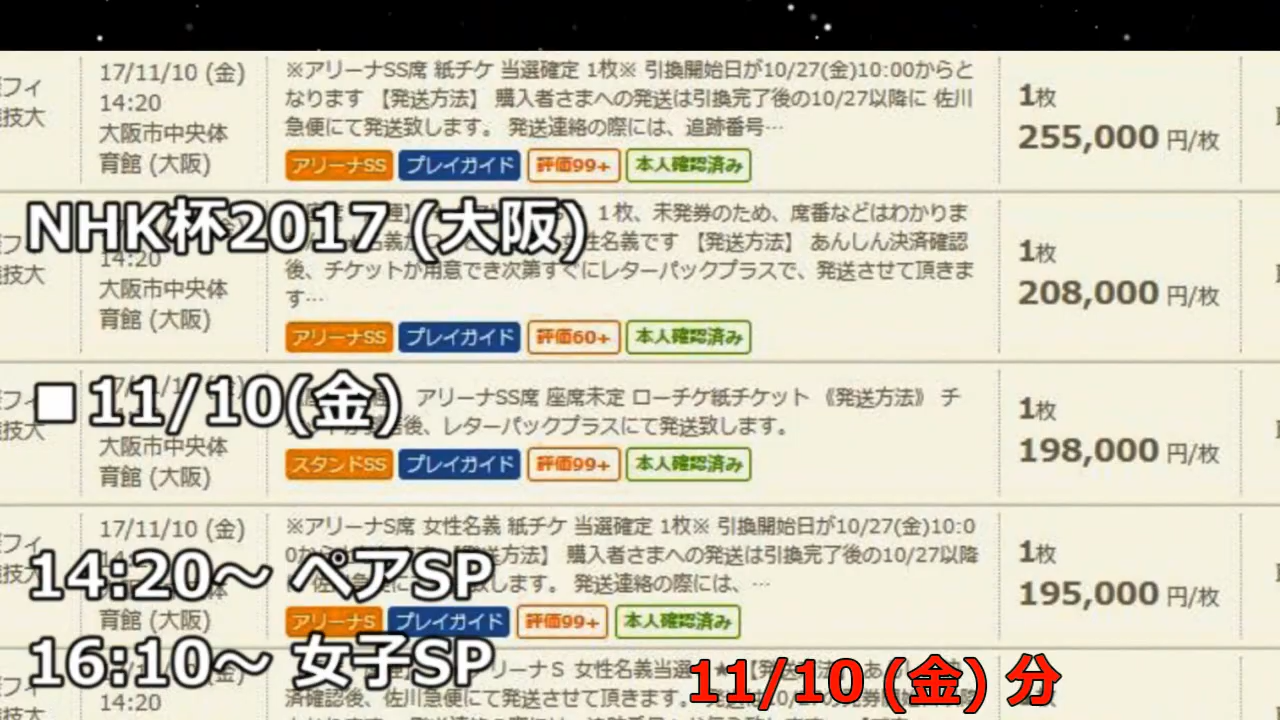 フィ
技大
17/11/10 (金)
14:20
大阪市中央体
育館 (大阪)
※アリーナSS席 紙チケ 当選確定 1枚※ 引換開始日が10/27(金)10:00からと
なります 【発送方法】 購入者さまへの発送は引換完了後の10/27以降に 佐川
急便にて発送致します。 発送連絡の際には、追跡番号…
アリーナSS プレイガイド 評価99+ 本人確認済み
1枚
255,000 円/枚
NHK杯2017 (大阪)
フィ
技大
14:20
大阪市中央体
育館 (大阪)
1枚、未発券のため、席番などはわかりま
女性名義です 【発送方法】 あんしん決済確認
後、チケットが用意でき次第すぐにレターパックプラスで、発送させて頂きま
す…
アリーナSS プレイガイド 評価60+ 本人確認済み
1枚
208,000 円/枚
■11/10(金)
大阪市中央体
育館 (大阪)
アリーナSS席 座席未定 ローチケ紙チケット 《発送方法》 チ
後、レターパックプラスにて発送致します。
スタンドSS プレイガイド 評価99+ 本人確認済み
1枚
198,000 円/枚
フィ
技大
17/11/10 (金)
育館 (大阪)
※アリーナS席 女性名義 紙チケ 当選確定 1枚※ 引換開始日が10/27(金)10:0
発送方法】 購入者さまへの発送は引換完了後の10/27以降
致します。 発送連絡の際には、…
アリーナS プレイガイド 評価99+ 本人確認済み
1枚
195,000 円/枚
14:20～ ペアSP
16:10～ 女子SP
14:20
リーナS 女性名義当選
済確認後、佐川急便にて発送させて頂きます。
11/10 (金) 分